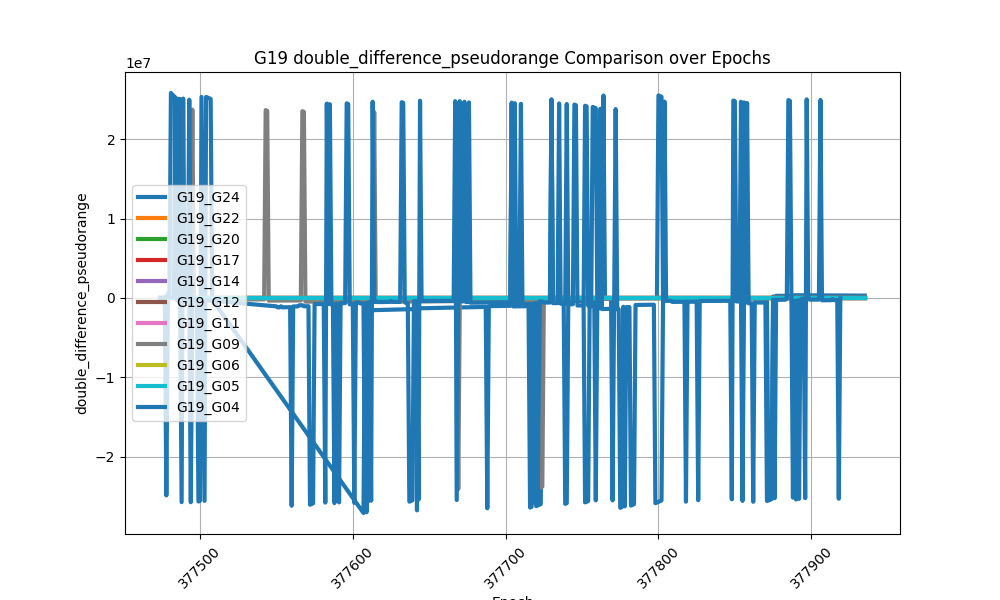 G19 double_difference_pseudorange Comparison over Epochs
1e7
2
1
0
−1
−2
double_difference_pseudorange
G19_G24
G19_G22
G19_G20
G19_G17
G19_G14
G19_G12
G19_G11
G19_G09
G19_G06
G19_G05
G19_G04
377500
377600
377700
377800
377900
Epoch